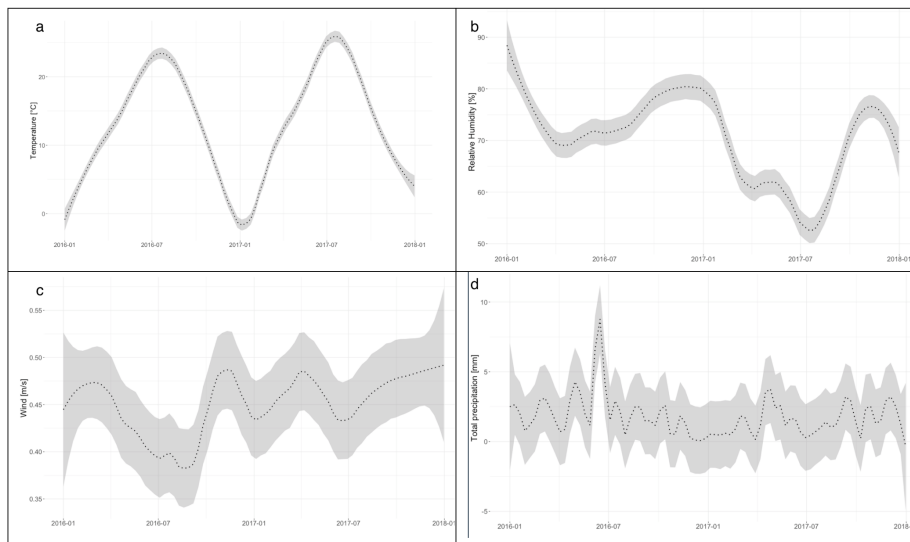 a
Temperature [°C]
20
10
0
2016-01 2016-07 2017-01 2017-07 2018-01
b
Relative Humidity [%]
90
80
70
60
50
2016-01 2016-07 2017-01 2017-07 2018-01
c
Wind [m/s]
0.55
0.50
0.45
0.40
0.35
2016-01 2016-07 2017-01 2017-07 2018-01
d
Total precipitation [mm]
10
5
0
-5
2016-01 2016-07 2017-01 2017-07 2018-